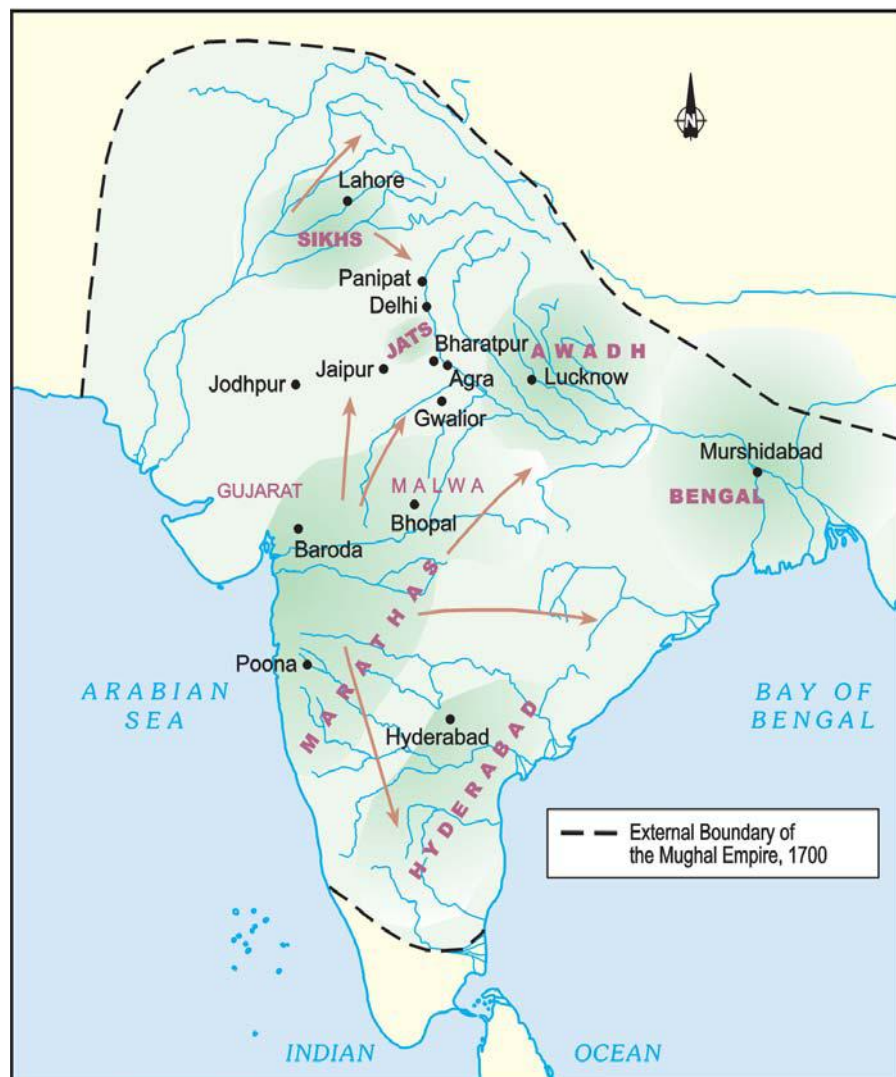 N
Lahore
SIKHS
Panipat
Delhi
JATS
Bharatpur
AWADH
Jaipur
Agra
Lucknow
Jodhpur
Gwalior
Murshidabad
GUJARAT
MALWA
BENGAL
Bhopal
Baroda
MARATHAS
Poona
ARABIAN
SEA
BAY OF
BENGAL
Hyderabad
HYDERABAD
External Boundary of
the Mughal Empire, 1700
INDIAN
OCEAN